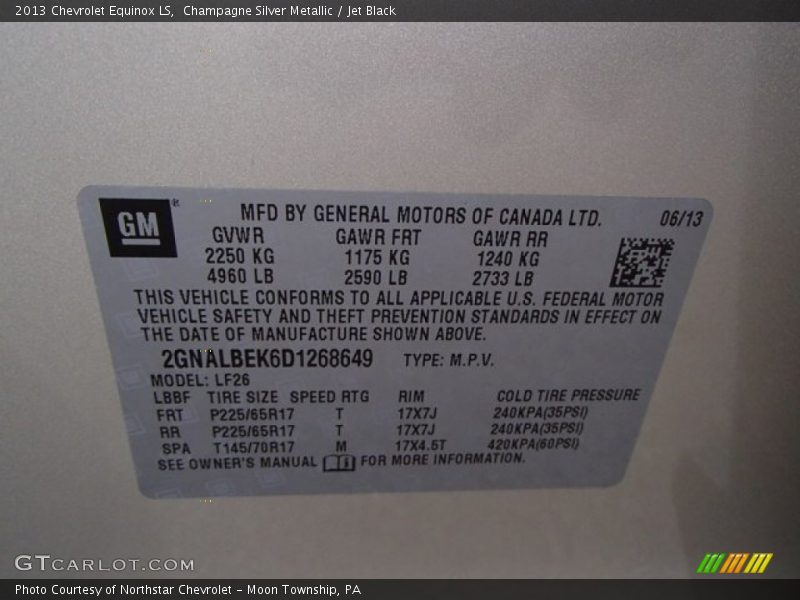 2013 Chevrolet Equinox LS,  Champagne Silver Metallic / Jet Black
GM® MFD BY GENERAL MOTORS OF CANADA LTD. 06/13
GVWR GAWR FRT GAWR RR
2250 KG 1175 KG 1240 KG
4960 LB 2590 LB 2733 LB
THIS VEHICLE CONFORMS TO ALL APPLICABLE U.S. FEDERAL MOTOR
VEHICLE SAFETY AND THEFT PREVENTION STANDARDS IN EFFECT ON
THE DATE OF MANUFACTURE SHOWN ABOVE.
2GNALBEK6D1268649 TYPE: M.P.V.
MODEL: LF26
LBBF TIRE SIZE SPEED RTG RIM COLD TIRE PRESSURE
FRT P225/65R17 T 17X7J 240KPA(35PSI)
RR P225/65R17 T 17X7J 240KPA(35PSI)
SPA T145/70R17 M 17X4.5T 420KPA(60PSI)
SEE OWNER'S MANUAL FOR MORE INFORMATION.
GTCARLOT.COM
Photo Courtesy of Northstar Chevrolet - Moon Township, PA